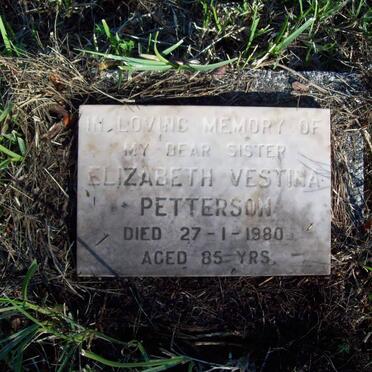 IN LOVING MEMORY OF
MY DEAR SISTER
ELIZABETH VESTINA
PETTERSON
DIED 27-1-1980
AGED 85 YRS.